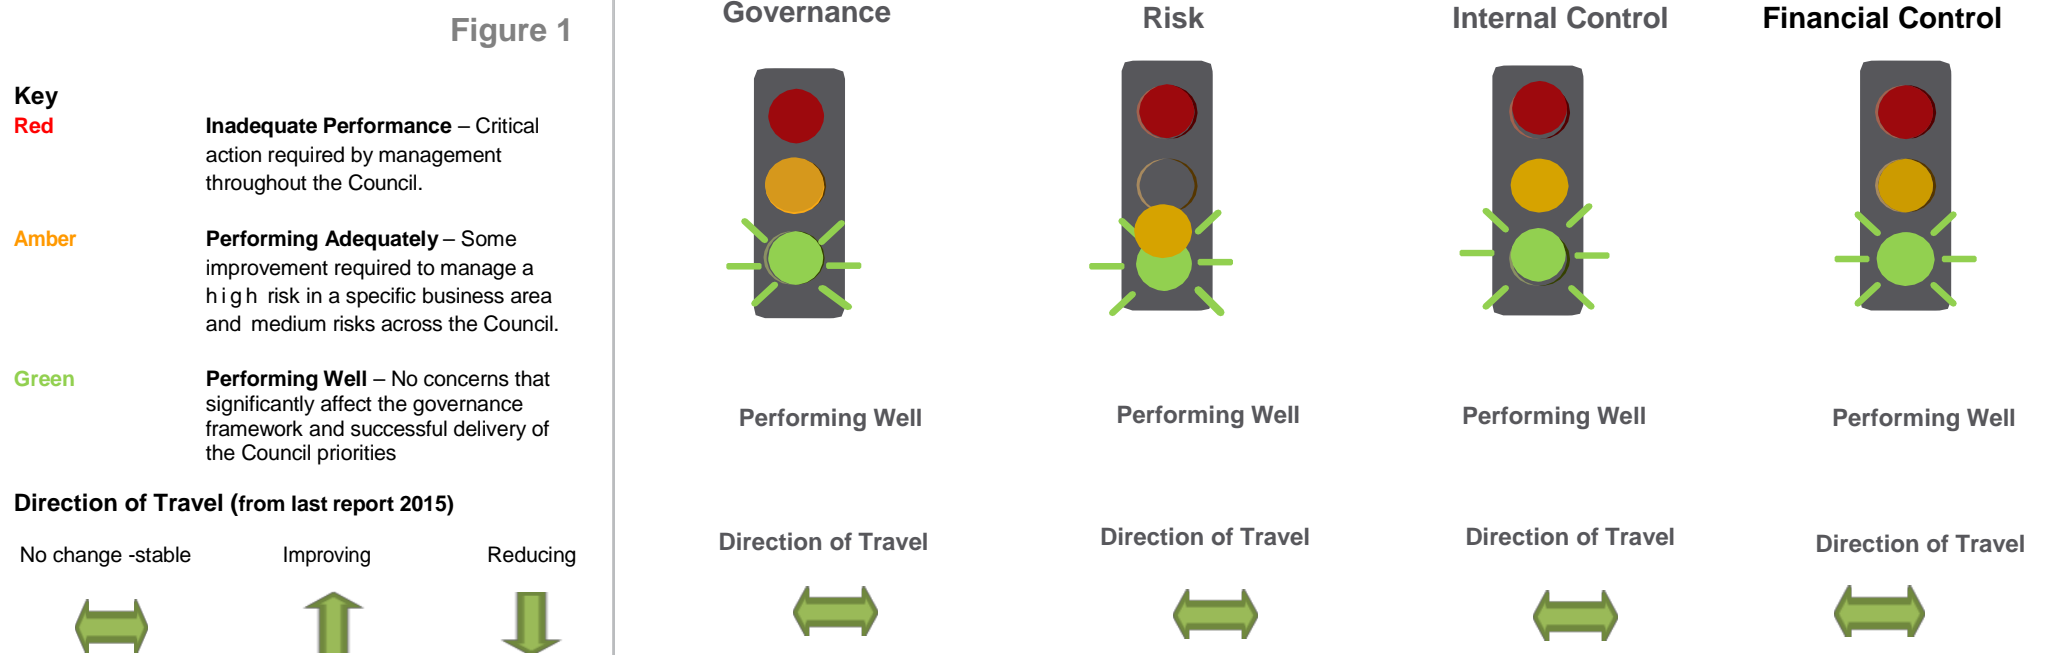 Figure 1
Key
Red Inadequate Performance – Critical
action required by management
throughout the Council.
Amber Performing Adequately – Some
improvement required to manage a
high risk in a specific business area
and medium risks across the Council.
Green Performing Well – No concerns that
significantly affect the governance
framework and successful delivery of
the Council priorities
Direction of Travel (from last report 2015)
No change -stable Improving Reducing
Governance Risk Internal Control Financial Control
Performing Well Performing Well Performing Well Performing Well
Direction of Travel Direction of Travel Direction of Travel Direction of Travel